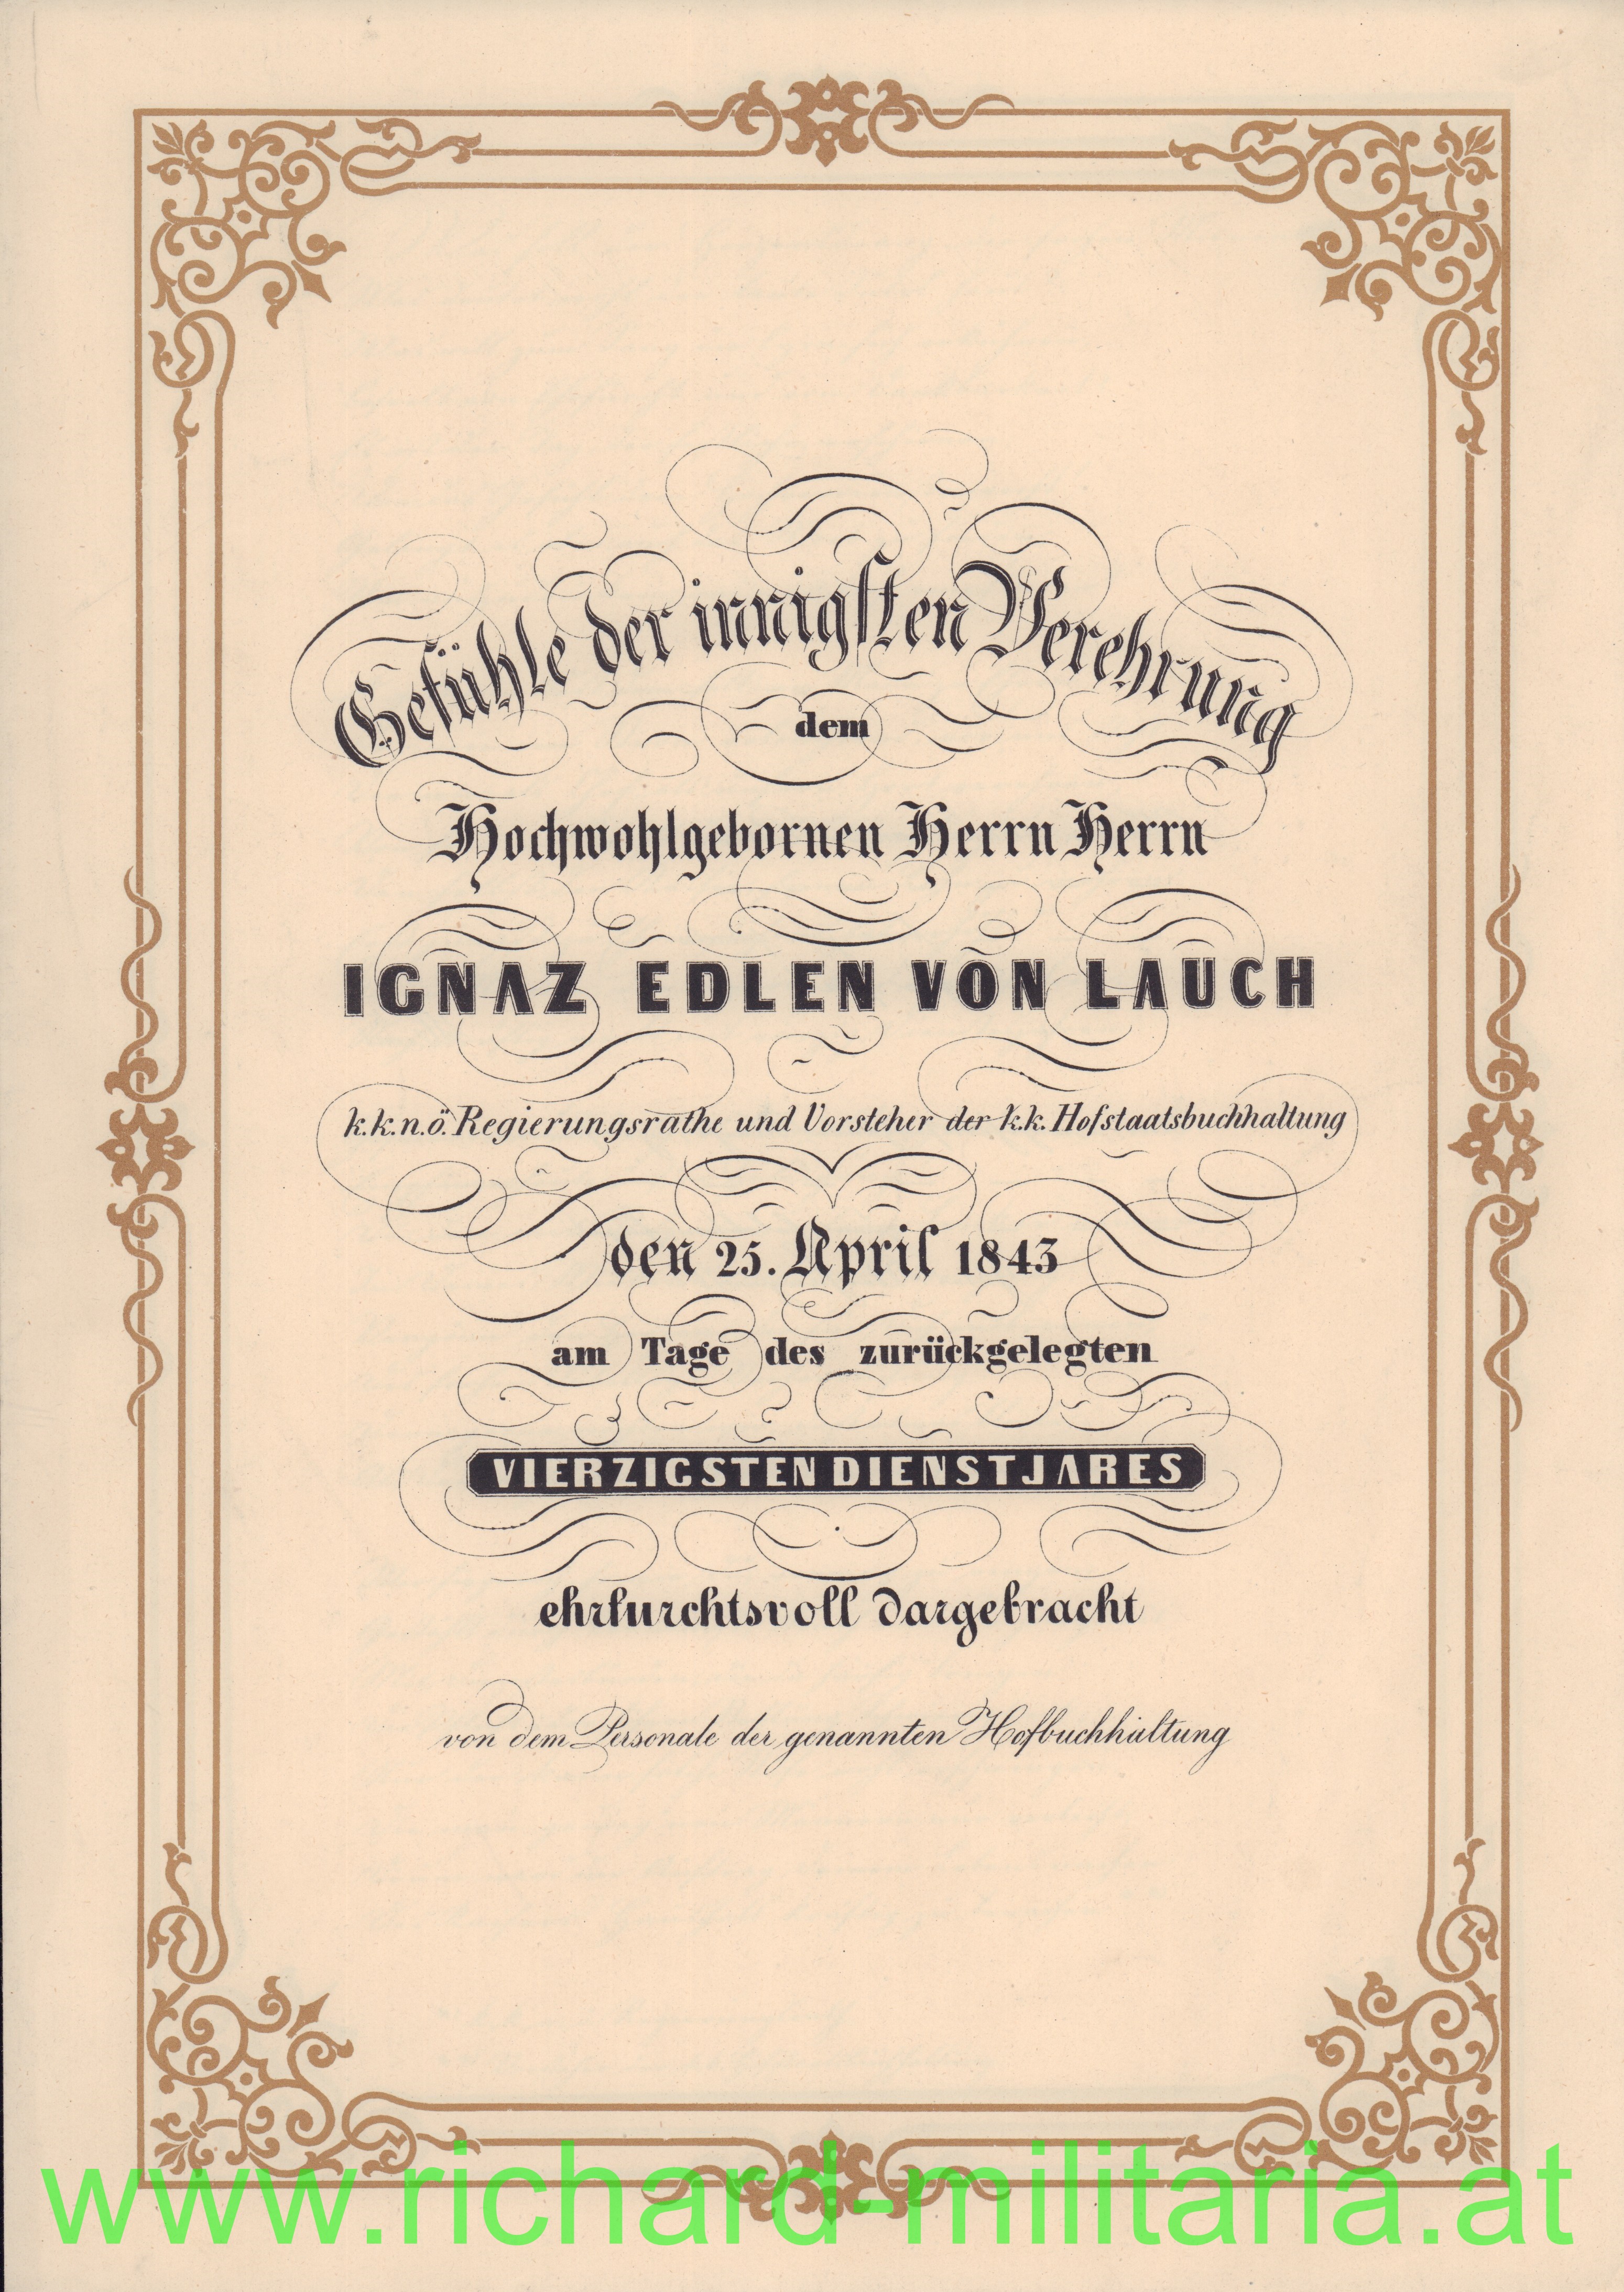 Gefühle der innigsten Verehrung
dem
Hochwohlgebornen Herrn Herrn
IGNAZ EDLEN VON LAUCH
k.k.n.ö. Regierungsrathe und Vorsteher der k.k. Hofstaatsbuchhaltung
den 25. April 1843
am Tage des zurückgelegten
VIERZIGSTEN DIENSTJARES
ehrfurchtsvoll dargebracht
von dem Personale der genannten Hofbuchhaltung
www.richard-militaria.at